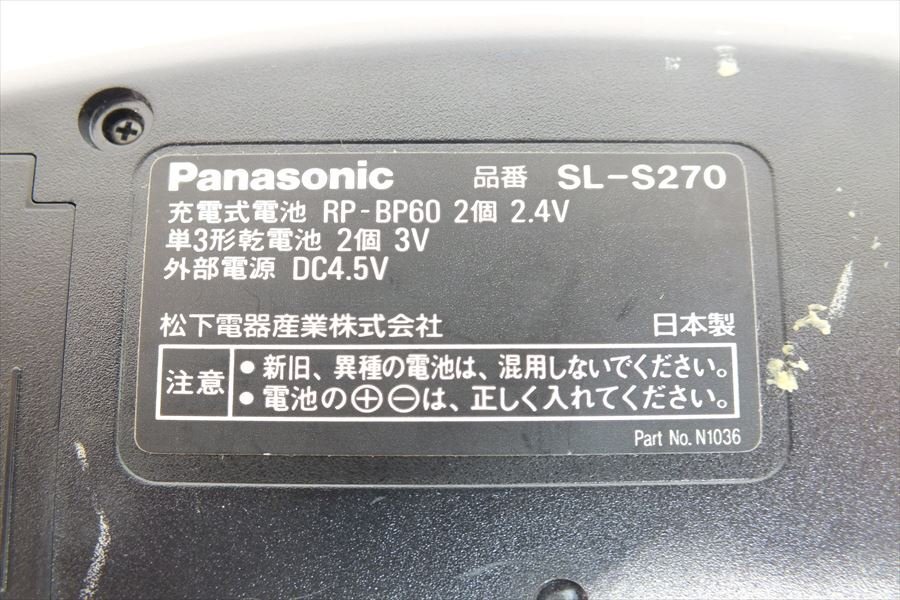 Panasonic 品番 SL-S270
充電式電池 RP-BP60 2個 2.4V
単3形乾電池 2個 3V
外部電源 DC4.5V
松下電器産業株式会社 日本製
注意
• 新旧、異種の電池は、混用しないでください。
• 電池の⊕⊖は、正しく入れてください。
Part No. N1036